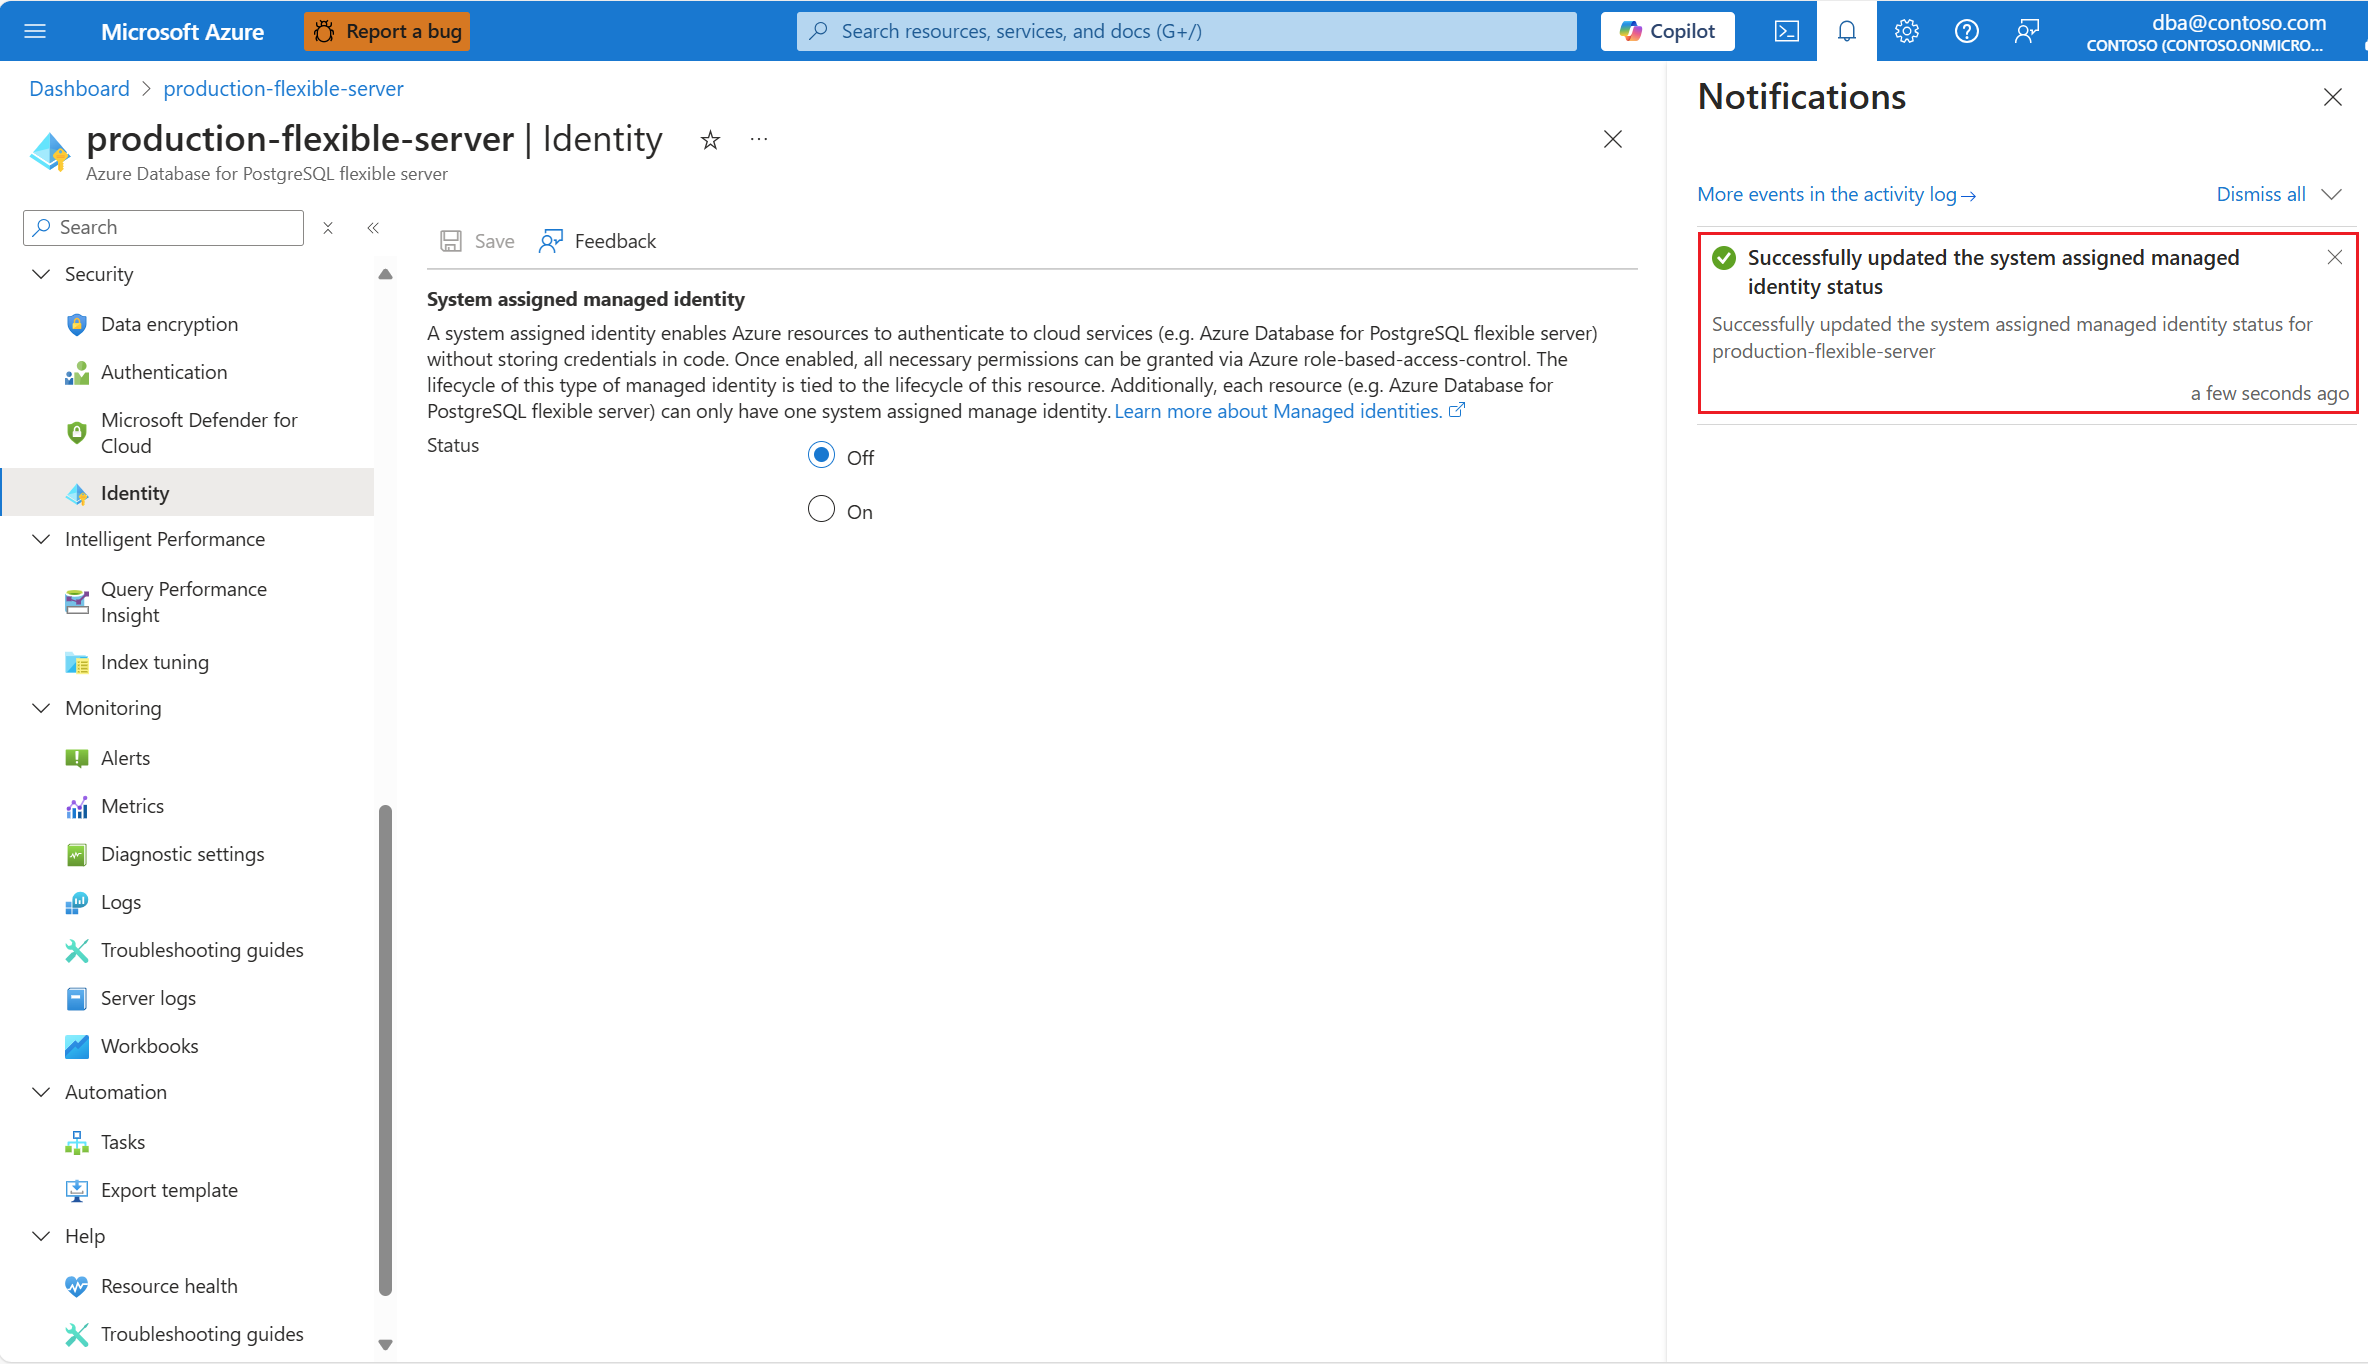 Microsoft Azure
Report a bug
Search resources, services, and docs (G+/)
Copilot
dba@contoso.com
CONTOSO (CONTOSO.ONMICRO...
Dashboard > production-flexible-server
production-flexible-server | Identity
Azure Database for PostgreSQL flexible server
Search
Security
Data encryption
Authentication
Microsoft Defender for
Cloud
Identity
Intelligent Performance
Query Performance
Insight
Index tuning
Monitoring
Alerts
Metrics
Diagnostic settings
Logs
Troubleshooting guides
Server logs
Workbooks
Automation
Tasks
Export template
Help
Resource health
Troubleshooting guides
Save
Feedback
System assigned managed identity
A system assigned identity enables Azure resources to authenticate to cloud services (e.g. Azure Database for PostgreSQL flexible server)
without storing credentials in code. Once enabled, all necessary permissions can be granted via Azure role-based-access-control. The
lifecycle of this type of managed identity is tied to the lifecycle of this resource. Additionally, each resource (e.g. Azure Database for
PostgreSQL flexible server) can only have one system assigned manage identity. Learn more about Managed identities.
Status
Off
On
Notifications
More events in the activity log →
Dismiss all
Successfully updated the system assigned managed
identity status
Successfully updated the system assigned managed identity status for
production-flexible-server
a few seconds ago